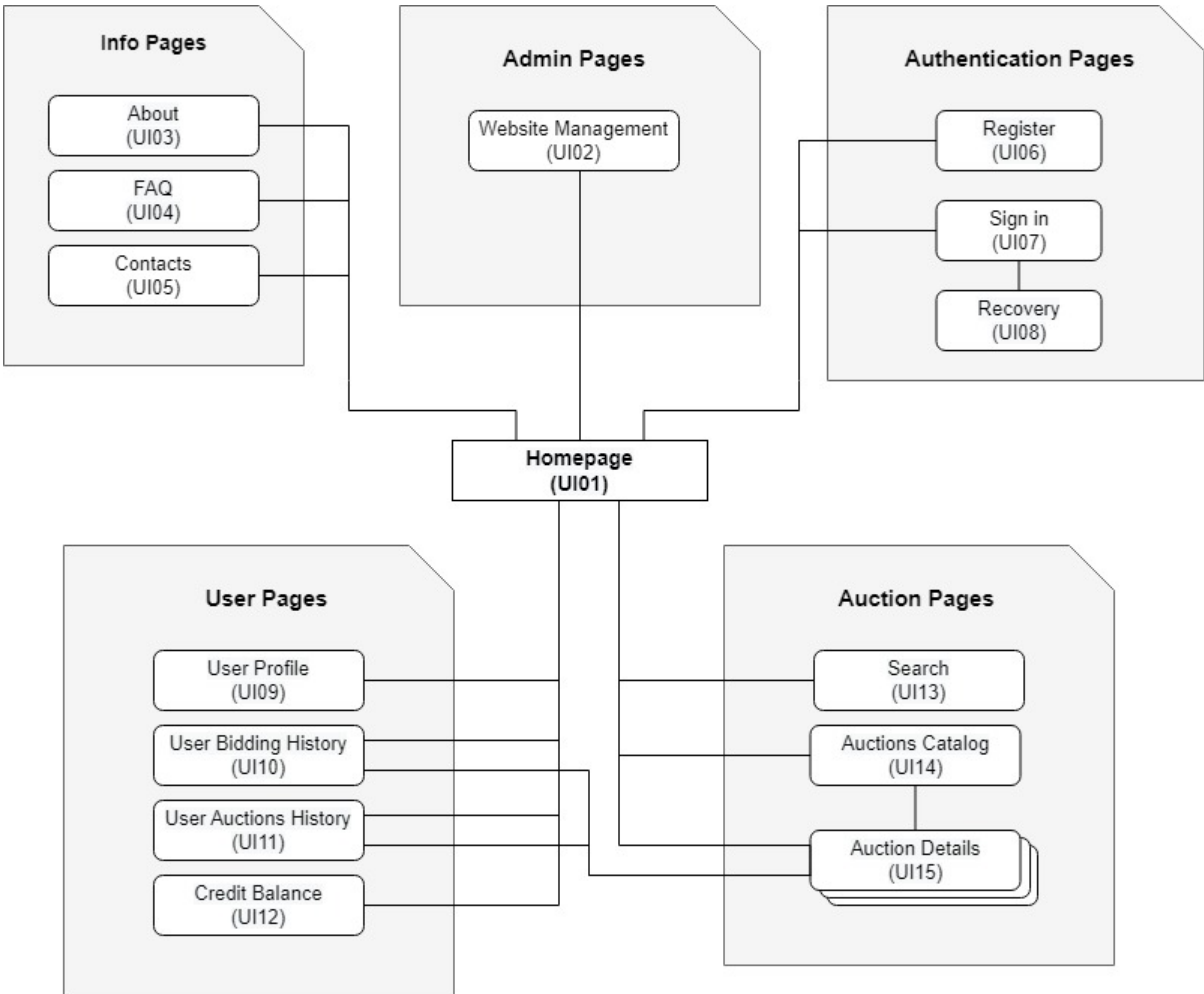 Info Pages
About
(UI03)
FAQ
(UI04)
Contacts
(UI05)
Admin Pages
Website Management
(UI02)
Authentication Pages
Register
(UI06)
Sign in
(UI07)
Recovery
(UI08)
Homepage
(UI01)
User Pages
User Profile
(UI09)
User Bidding History
(UI10)
User Auctions History
(UI11)
Credit Balance
(UI12)
Auction Pages
Search
(UI13)
Auctions Catalog
(UI14)
Auction Details
(UI15)